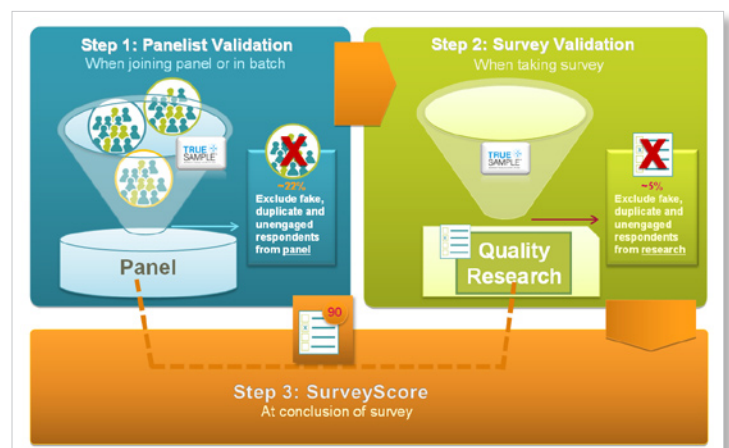 Step 1: Panelist Validation
When joining panel or in batch
TRUE
SAMPLE
~22%
Exclude fake,
duplicate and
unengaged
respondents
from panel
Panel
Step 2: Survey Validation
When taking survey
TRUE
SAMPLE
~5%
Exclude fake,
duplicate and
unengaged
respondents
from research
Quality
Research
90
Step 3: SurveyScore
At conclusion of survey